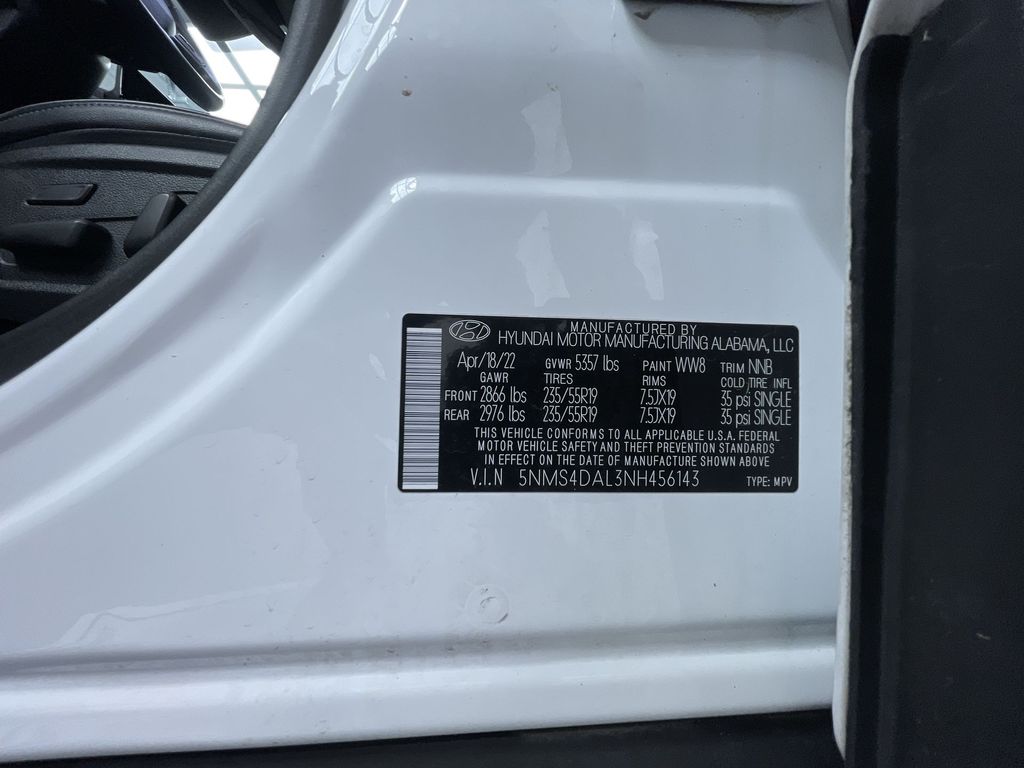 MANUFACTURED BY
HYUNDAI MOTOR MANUFACTURING ALABAMA, LLC
Apr/18/22 GVWR 5357 lbs PAINT WW8 TRIM NNB
GAWR TIRES RIMS COLD TIRE INFL
FRONT 2866 lbs 235/55R19 7.5JX19 35 psi SINGLE
REAR 2976 lbs 235/55R19 7.5JX19 35 psi SINGLE
THIS VEHICLE CONFORMS TO ALL APPLICABLE U.S.A. FEDERAL
MOTOR VEHICLE SAFETY AND THEFT PREVENTION STANDARDS
IN EFFECT ON THE DATE OF MANUFACTURE SHOWN ABOVE
V.I.N 5NMS4DAL3NH456143 TYPE: MPV